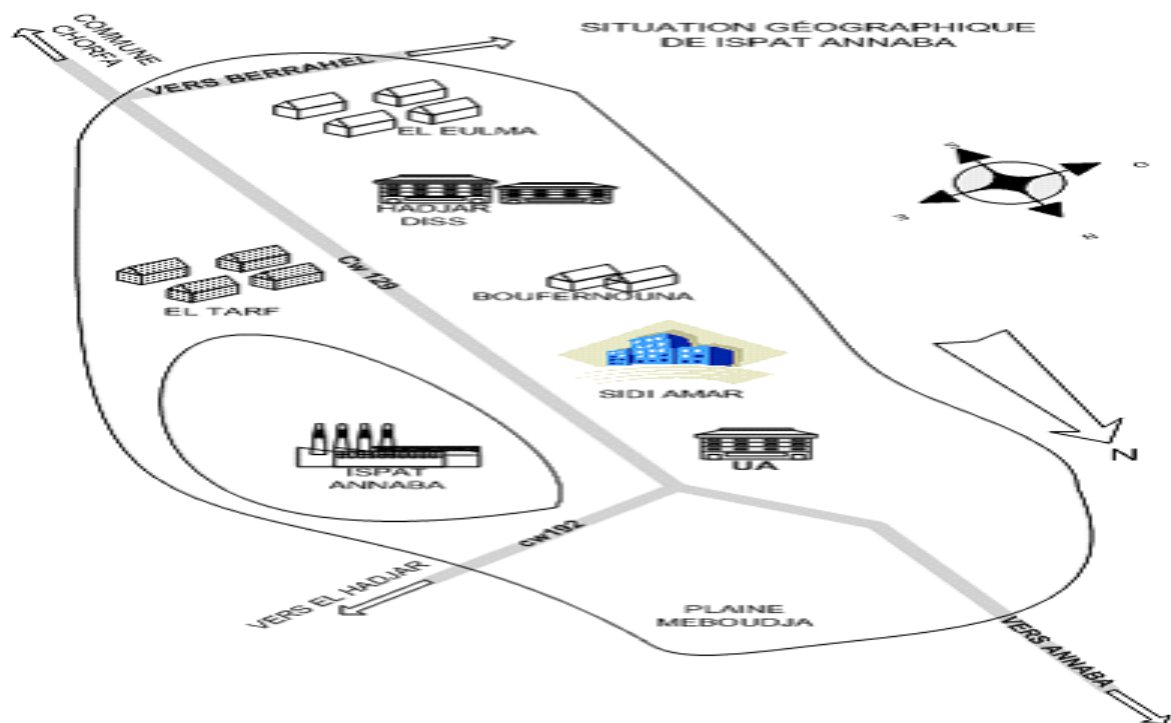 SITUATION GÉOGRAPHIQUE
DE ISPAT ANNABA
COMMUNE
CHORFA
VERS BERRAHEL
EL EULMA
HADJAR
DISS
Cw 129
EL TARF
BOUFERNOUNA
SIDI AMAR
UA
ISPAT
ANNABA
N
cw192
VERS EL HADJAR
PLAINE
MEBOUDJA
VERS ANNABA